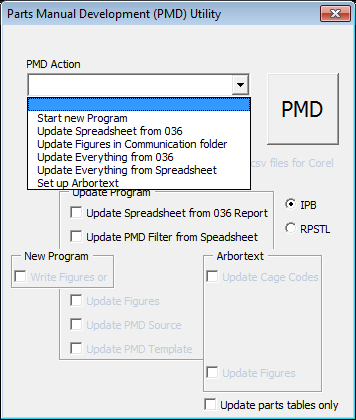 Parts Manual Development (PMD) Utility
PMD Action
PMD
Start new Program
Update Spreadsheet from 036
Update Figures in Communication folder
Update Everything from 036
csv files for Corel
Update Everything from Spreadsheet
Set up Arbortext
Update Program
Update Spreadsheet from 036 Report
IPB
Update PMD Filter from Speadsheet
RPSTL
New Program
Arbortext
Write Figures or
Update Cage Codes
Update Figures
Update PMD Source
Update PMD Template
Update Figures
Update parts tables only